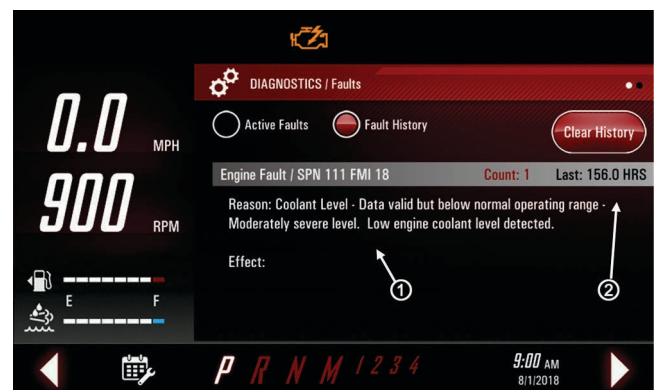 DIAGNOSTICS / Faults
0.0 MPH
Active Faults Fault History Clear History
Engine Fault / SPN 111 FMI 18 Count: 1 Last: 156.0 HRS
900 RPM
Reason: Coolant Level - Data valid but below normal operating range -
Moderately severe level. Low engine coolant level detected.
Effect:
1 2
E F
P R N M 1 2 3 4
9:00 AM
8/1/2018